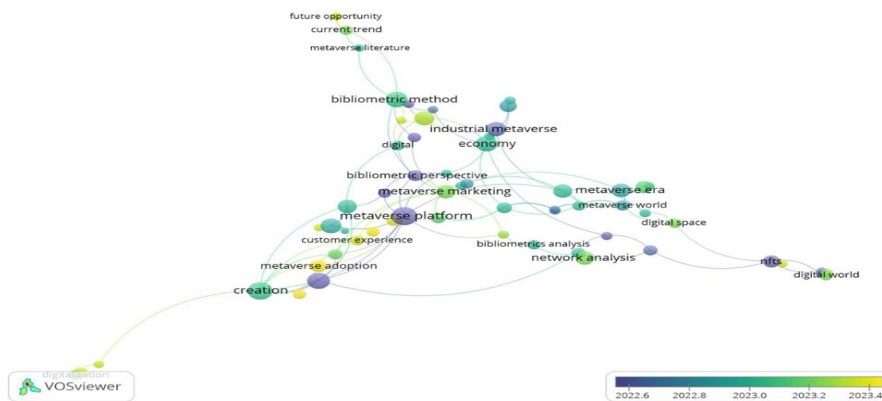 future opportunity
current trend
metaverse literature
bibliometric method
industrial metaverse
economy
digital
bibliometric perspective
metaverse marketing
metaverse era
metaverse world
metaverse platform
digital space
customer experience
bibliometrics analysis
network analysis
metaverse adoption
nfts
digital world
creation
digitalization
VOSviewer
2022.6 2022.8 2023.0 2023.2 2023.4